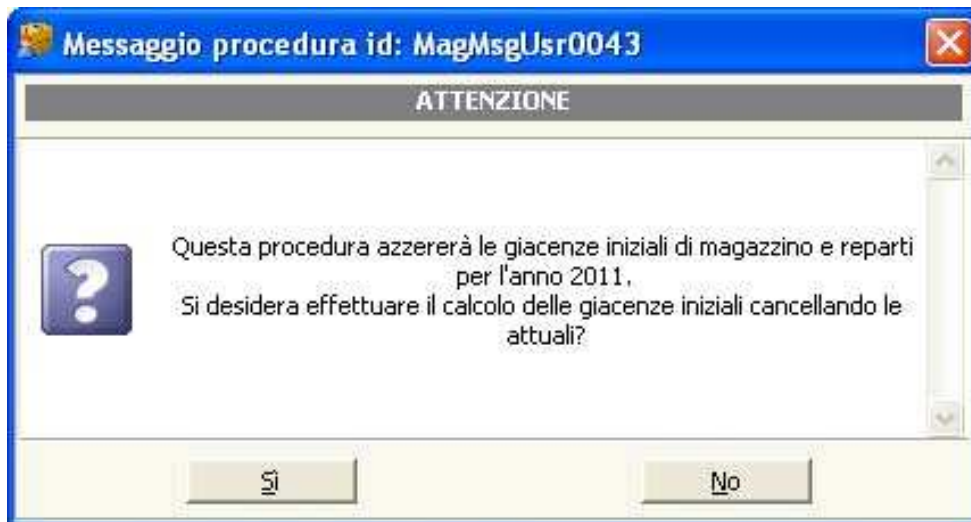 Messaggio procedura id: MagMsgUsr0043
ATTENZIONE
Questa procedura azzererà le giacenze iniziali di magazzino e reparti
per l'anno 2011.
Si desidera effettuare il calcolo delle giacenze iniziali cancellando le
attuali?
Sì
No